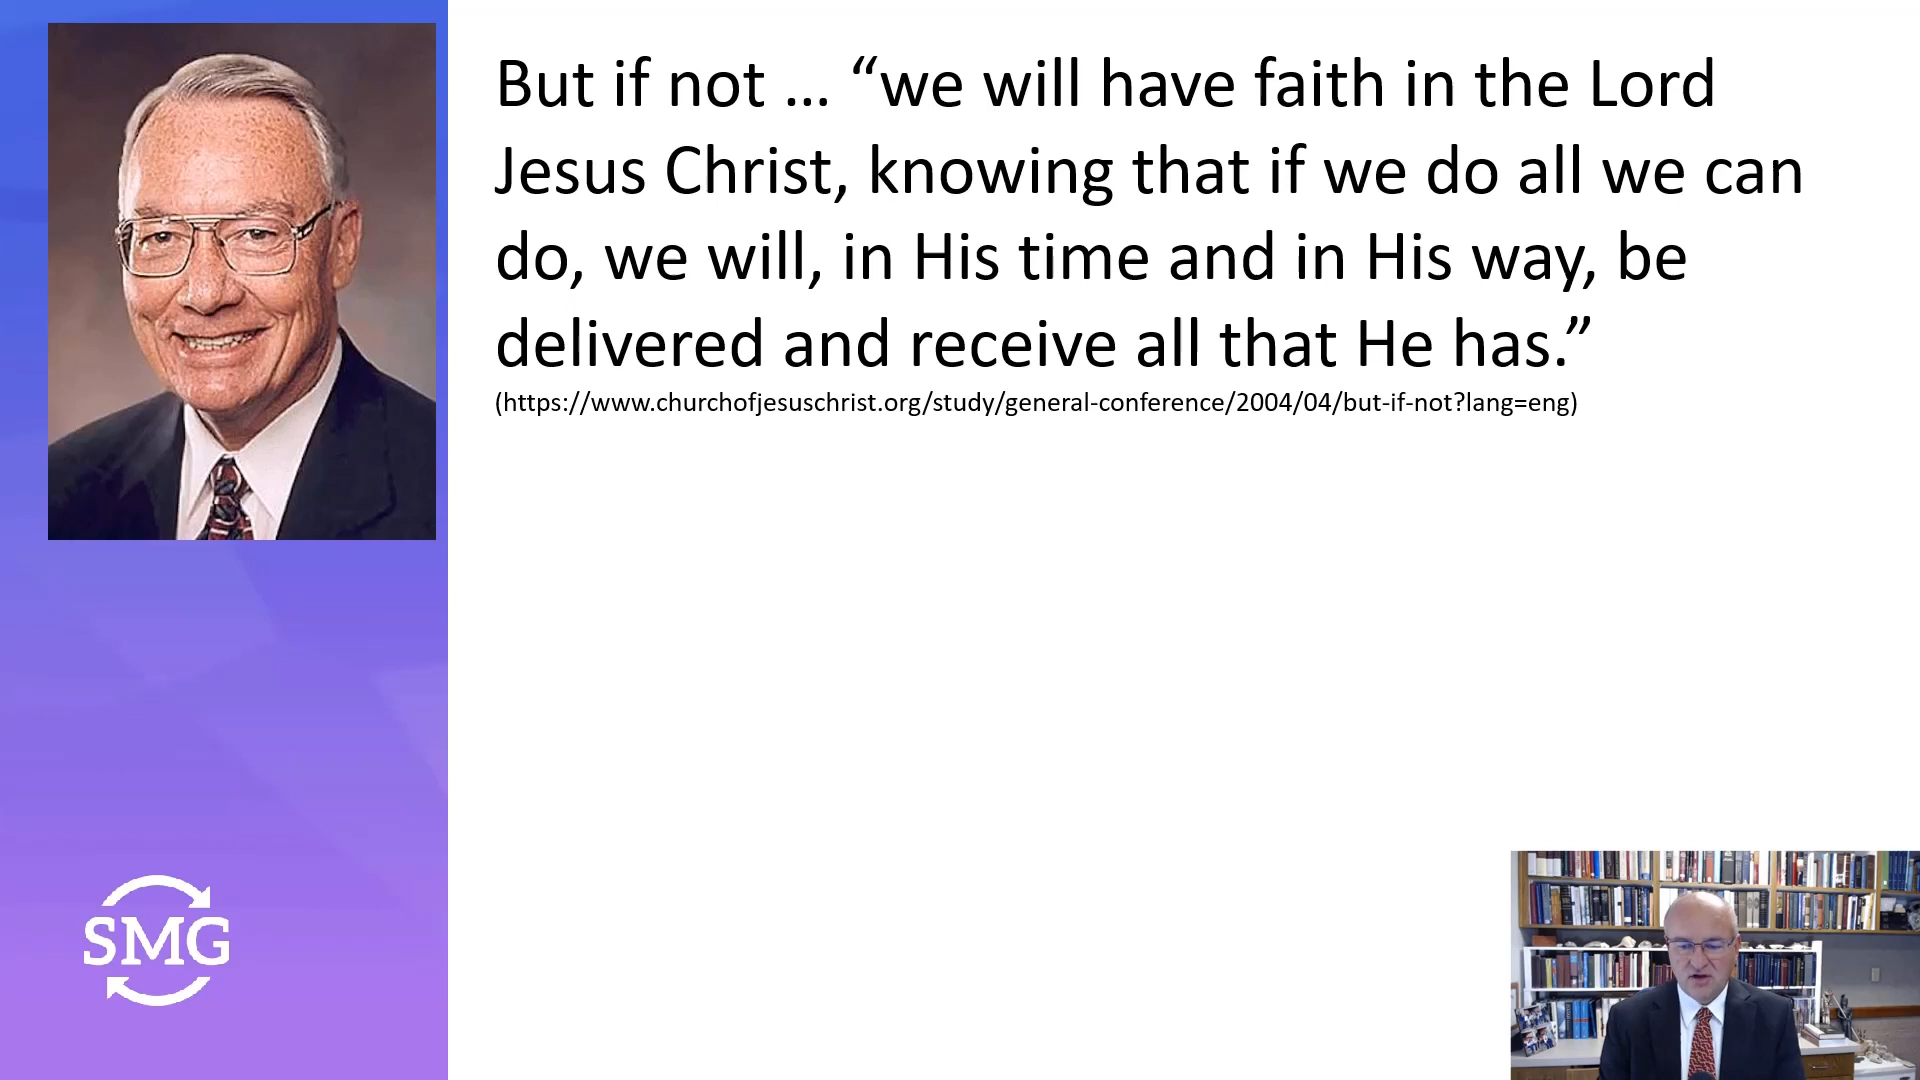 But if not … “we will have faith in the Lord
Jesus Christ, knowing that if we do all we can
do, we will, in His time and in His way, be
delivered and receive all that He has.”
(https://www.churchofjesuschrist.org/study/general-conference/2004/04/but-if-not?lang=eng)
SMG